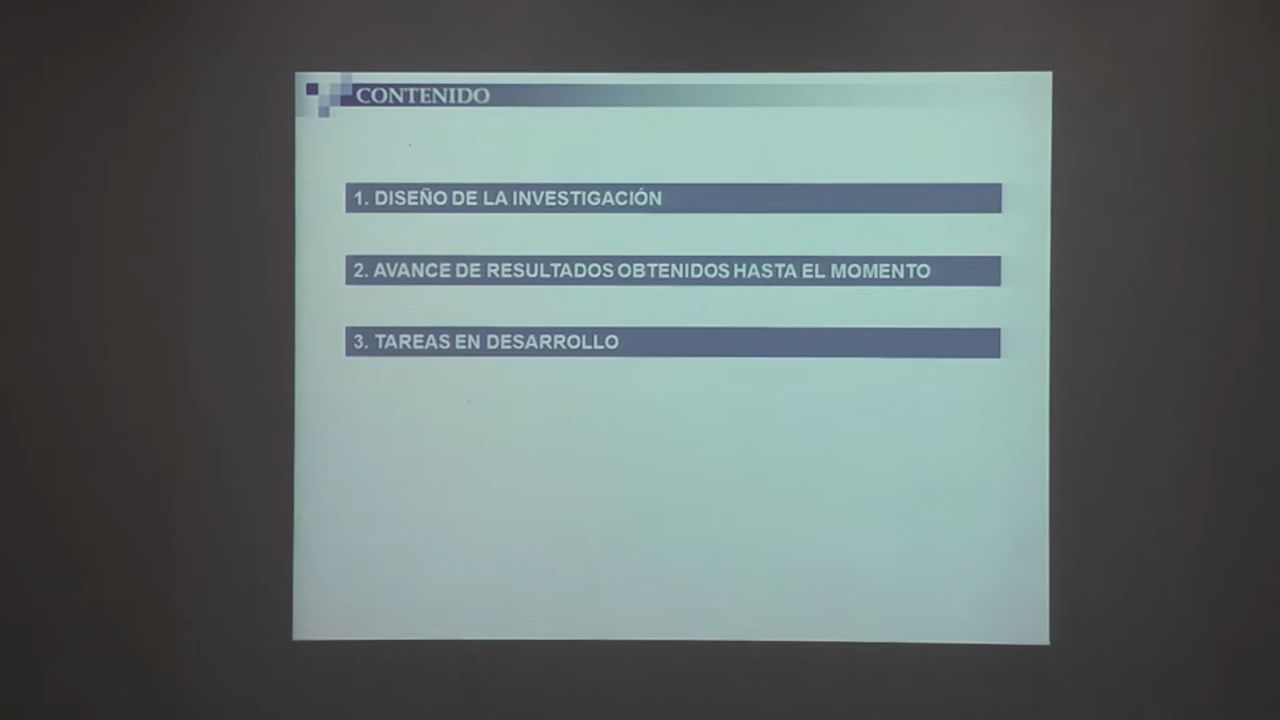 CONTENIDO
1. DISEÑO DE LA INVESTIGACIÓN
2. AVANCE DE RESULTADOS OBTENIDOS HASTA EL MOMENTO
3. TAREAS EN DESARROLLO